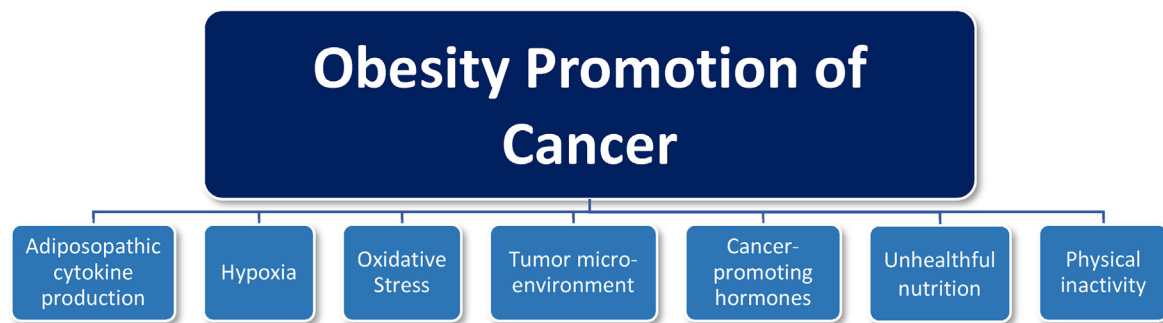 Obesity Promotion of
Cancer
Adiposopathic
cytokine
production
Hypoxia
Oxidative
Stress
Tumor micro-
environment
Cancer-
promoting
hormones
Unhealthful
nutrition
Physical
inactivity